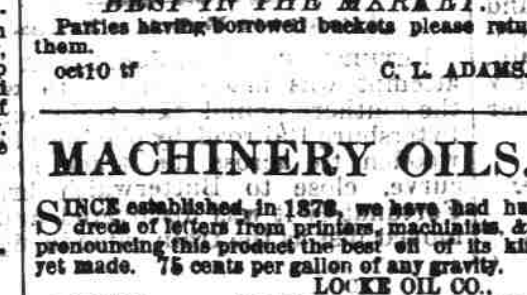 BEST IN THE MARKET.
Parties having borrowed buckets please retu
them.
oct10 tf
C. L. ADAMS.
MACHINERY OILS.
SINCE established, in 1878, we have had hu
dreds of letters from printers, machinists, &
pronouncing this product the best oil of its ki
yet made. 75 cents per gallon of any gravity.
LOCKE OIL CO.,